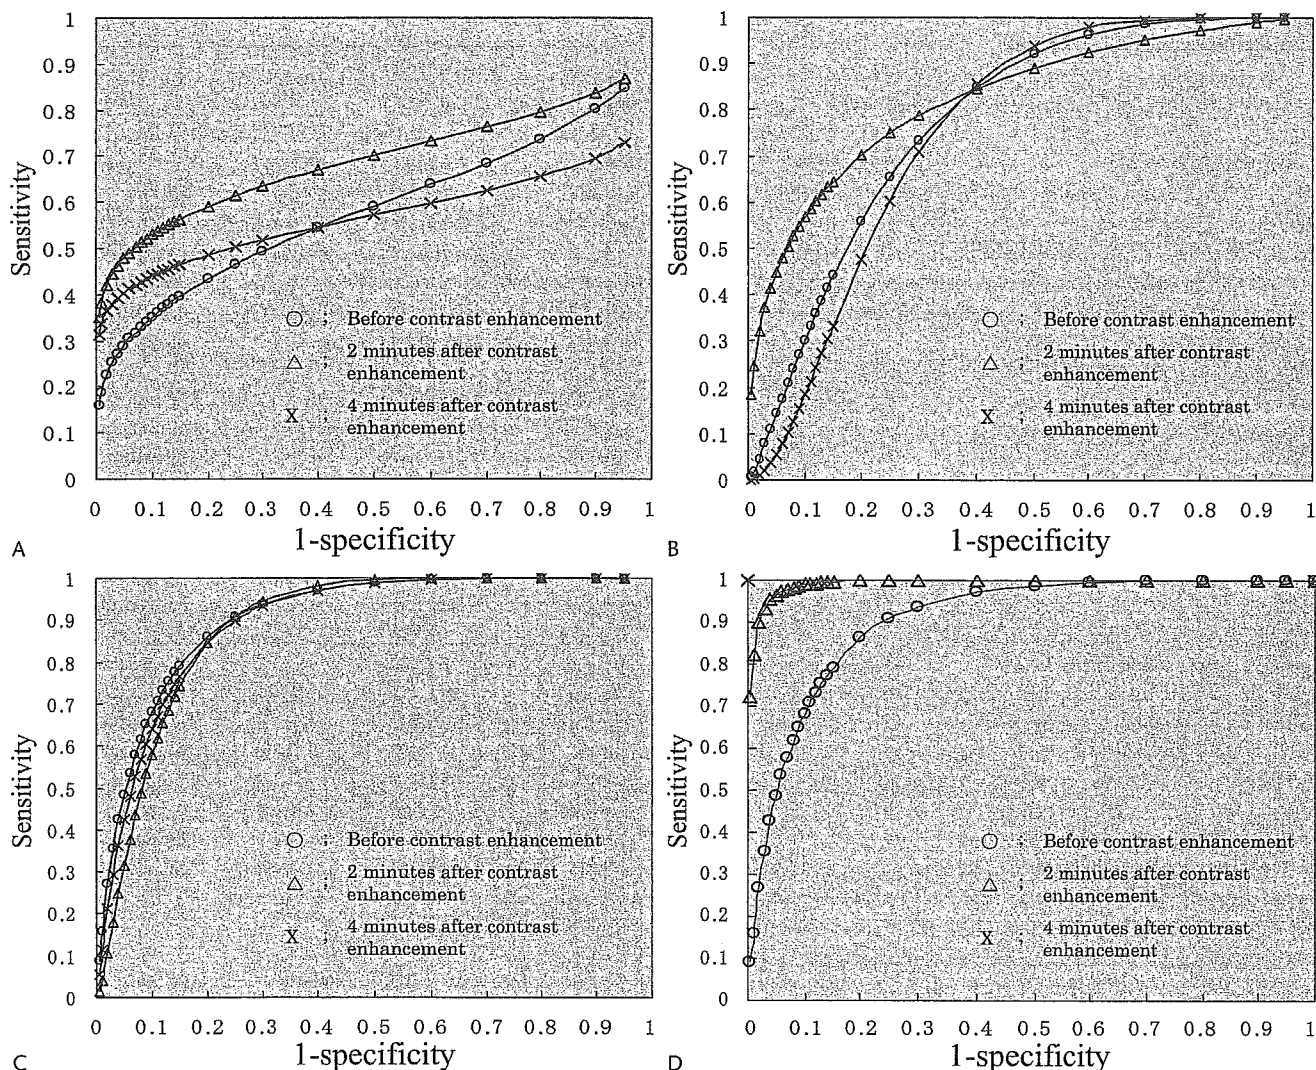 1
0.9
0.8
0.7
0.6
0.5
0.4
0.3
0.2
0.1
0
Sensitivity
Before contrast enhancement
2 minutes after contrast
enhancement
4 minutes after contrast
enhancement
0 0.1 0.2 0.3 0.4 0.5 0.6 0.7 0.8 0.9 1
1-specificity
A
1
0.9
0.8
0.7
0.6
0.5
0.4
0.3
0.2
0.1
0
Sensitivity
Before contrast enhancement
2 minutes after contrast
enhancement
4 minutes after contrast
enhancement
0 0.1 0.2 0.3 0.4 0.5 0.6 0.7 0.8 0.9 1
1-specificity
B
1
0.9
0.8
0.7
0.6
0.5
0.4
0.3
0.2
0.1
0
Sensitivity
Before contrast enhancement
2 minutes after contrast
enhancement
4 minutes after contrast
enhancement
0 0.1 0.2 0.3 0.4 0.5 0.6 0.7 0.8 0.9 1
1-specificity
C
1
0.9
0.8
0.7
0.6
0.5
0.4
0.3
0.2
0.1
0
Sensitivity
Before contrast enhancement
2 minutes after contrast
enhancement
4 minutes after contrast
enhancement
0 0.1 0.2 0.3 0.4 0.5 0.6 0.7 0.8 0.9 1
1-specificity
D